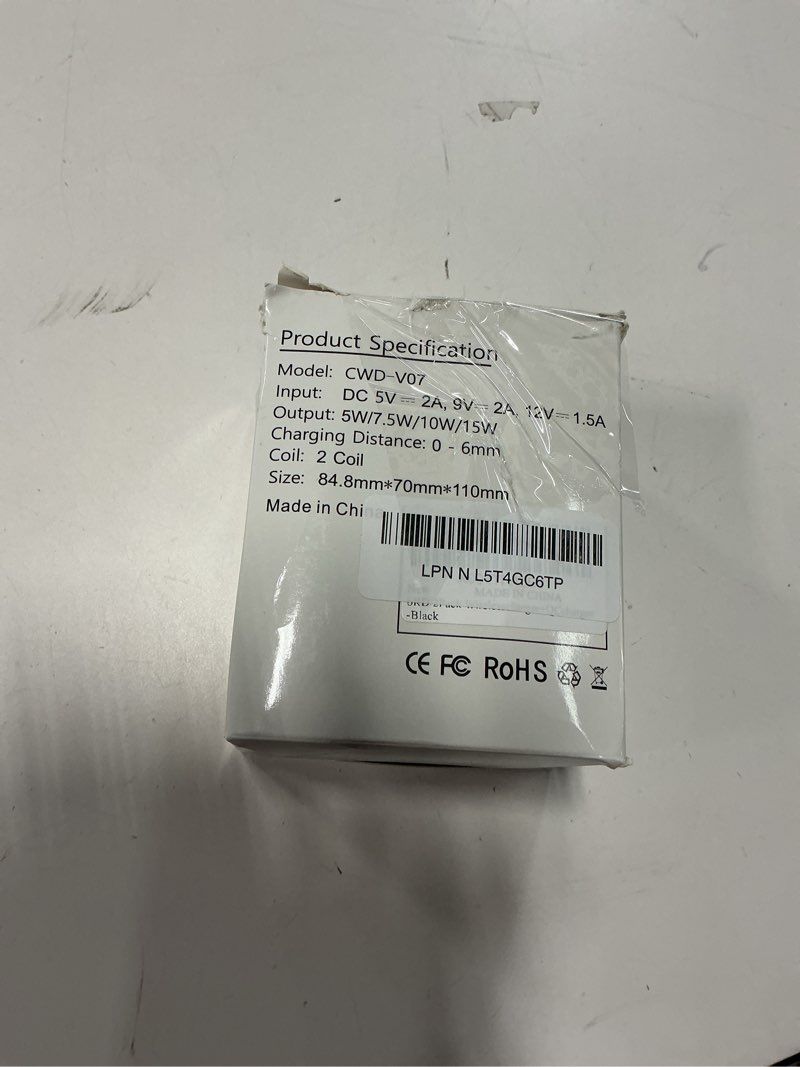 Product Specification
Model: CWD-V07
Input: DC 5V⎓2A, 9V⎓2A, 12V⎓1.5A
Output: 5W/7.5W/10W/15W
Charging Distance: 0 - 6mm
Coil: 2 Coil
Size: 84.8mm*70mm*110mm
Made in China
LPN N L5T4GC6TP
MADE IN CHINA
-Black
CE FC RoHS